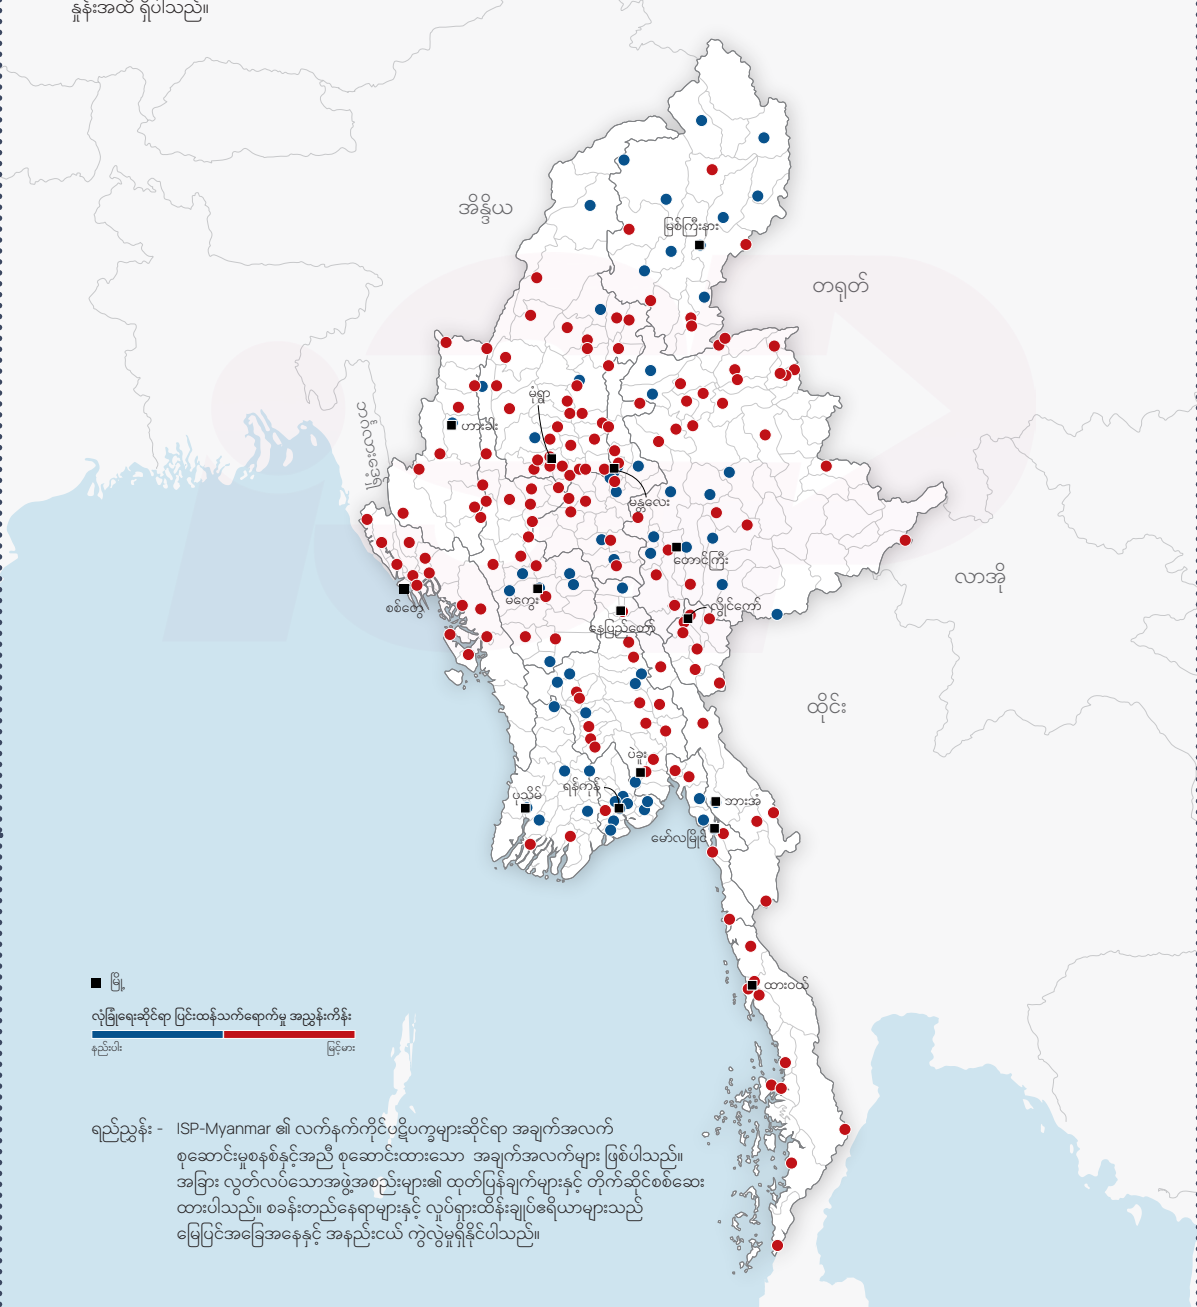 နှုန်းအထိ ရှိပါသည်။
အိန္ဒိယ
မြစ်ကြီးနား
တရုတ်
မုံရွာ
ဘင်္ဂလားဒေ့ရှ်
ဟားခါး
မန္တလေး
တောင်ကြီး
လာအို
မကွေး
စစ်တွေ
လွိုင်ကော်
နေပြည်တော်
ထိုင်း
ပဲခူး
ရန်ကုန်
ပုသိမ်
ဘားအံ
မော်လမြိုင်
မြို့
ထားဝယ်
လုံခြုံရေးဆိုင်ရာ ပြင်းထန်သက်ရောက်မှု အညွှန်းကိန်း
နည်းပါး
မြင့်မား
ရည်ညွှန်း - ISP-Myanmar ၏ လက်နက်ကိုင်ပဋိပက္ခများဆိုင်ရာ အချက်အလက်
စုဆောင်းမှုစနစ်နှင့်အညီ စုဆောင်းထားသော အချက်အလက်များ ဖြစ်ပါသည်။
အခြား လွတ်လပ်သောအဖွဲ့အစည်းများ၏ ထုတ်ပြန်ချက်များနှင့် တိုက်ဆိုင်စစ်ဆေး
ထားပါသည်။ စခန်းတည်နေရာများနှင့် လှုပ်ရှားထိန်းချုပ်ဧရိယာများသည်
မြေပြင်အခြေအနေနှင့် အနည်းငယ် ကွဲလွဲမှုရှိနိုင်ပါသည်။